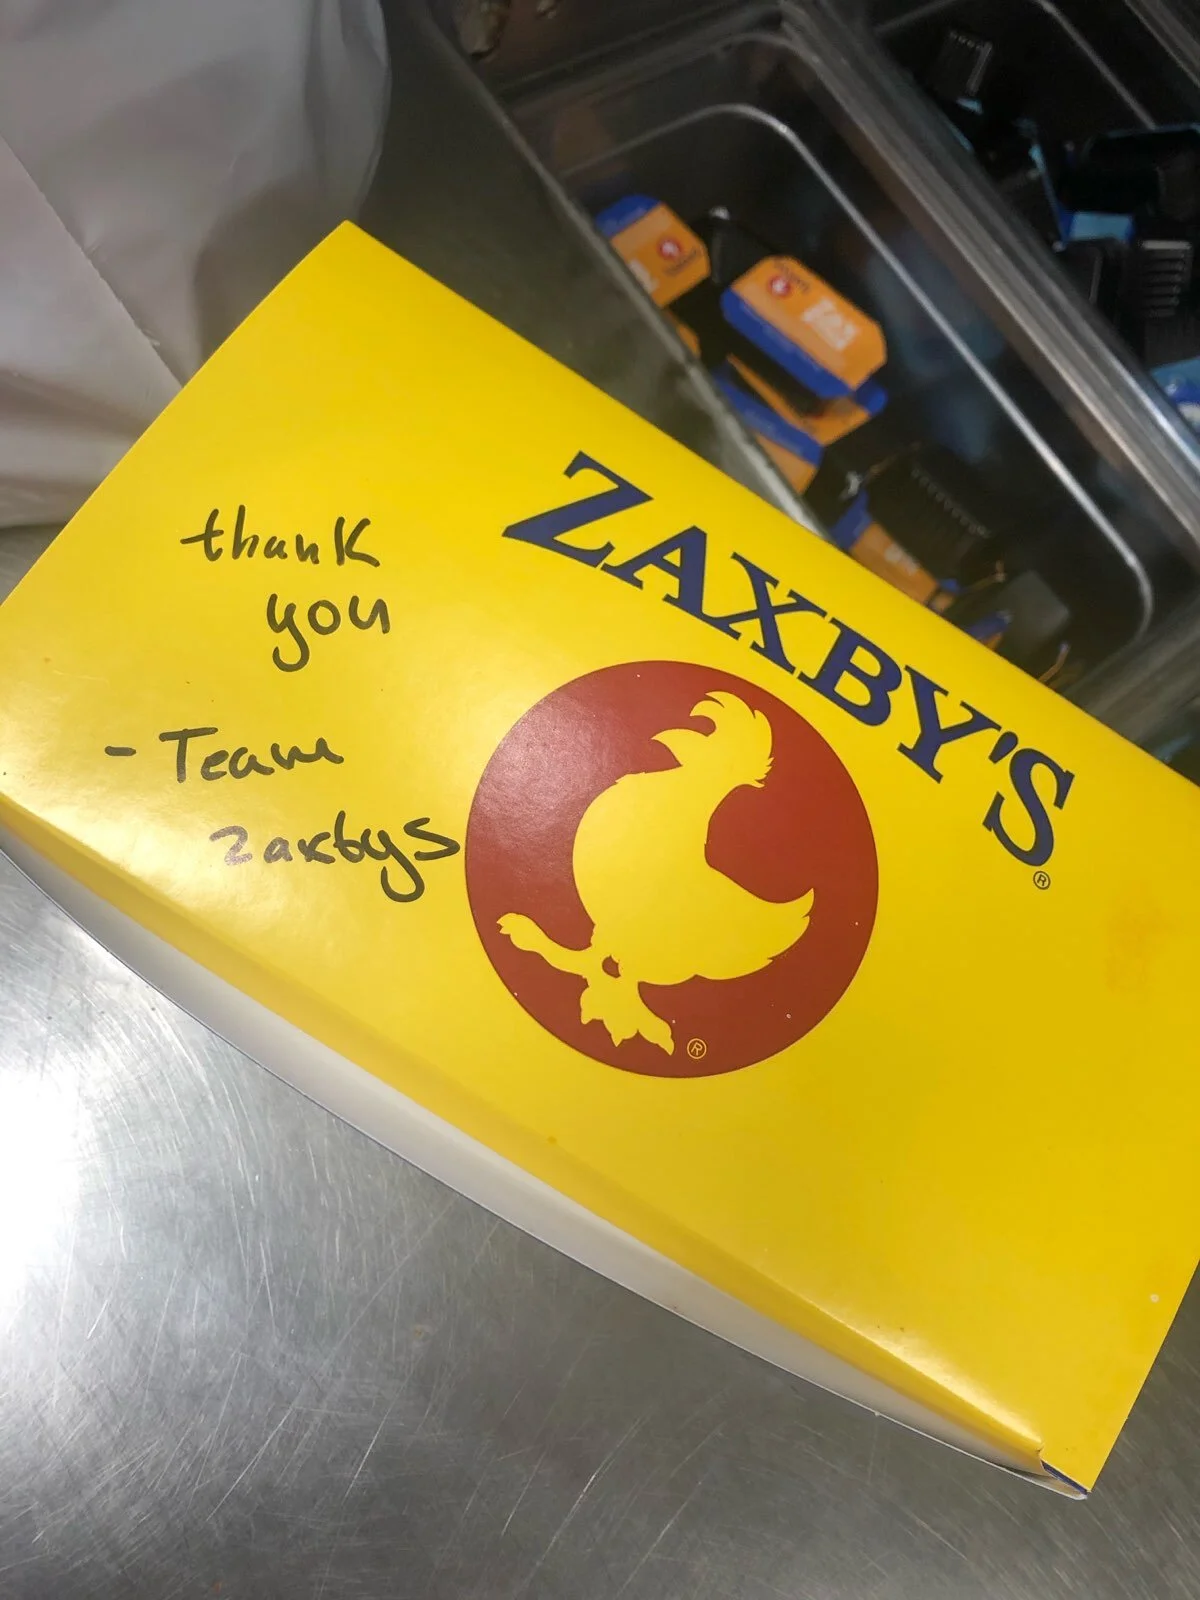 ZAXBY'S®
thank
you
- Team
zaxbys
®